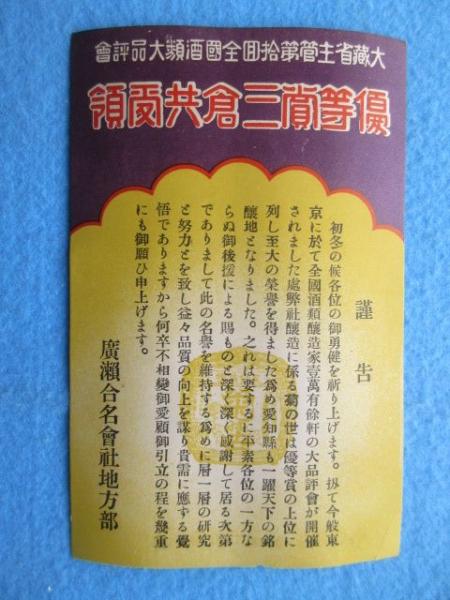 大藏省主管第拾回全國酒類大品評會
優等賞三倉共受領
謹告
初冬の候各位の御勇健を祈り上げます。扨て今般東
京に於て全國酒類釀造家壹萬有餘軒の大品評會が開催
されました處弊社釀造に係る菊の世は優等賞の上位に
列し至大の榮譽を得ました爲め愛知縣も一躍天下の銘
釀地となりました。之れは要するに平素各位の一方な
らぬ御後援による賜ものと深く深く感謝して居る次第
でありまして此の名譽を維持する爲めに層一層の研究
と努力とを致し益々品質の向上を謀り貴需に應する覺
悟でありますから何卒不相變御愛顧御引立の程を幾重
にも御願ひ申上げます。
廣瀨合名會社地方部